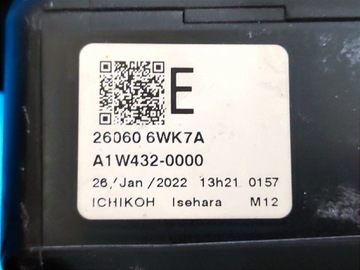 E
26060 6WK7A
A1W432-0000
26/Jan/2022 13h21 0157
ICHIKOH Isehara M12